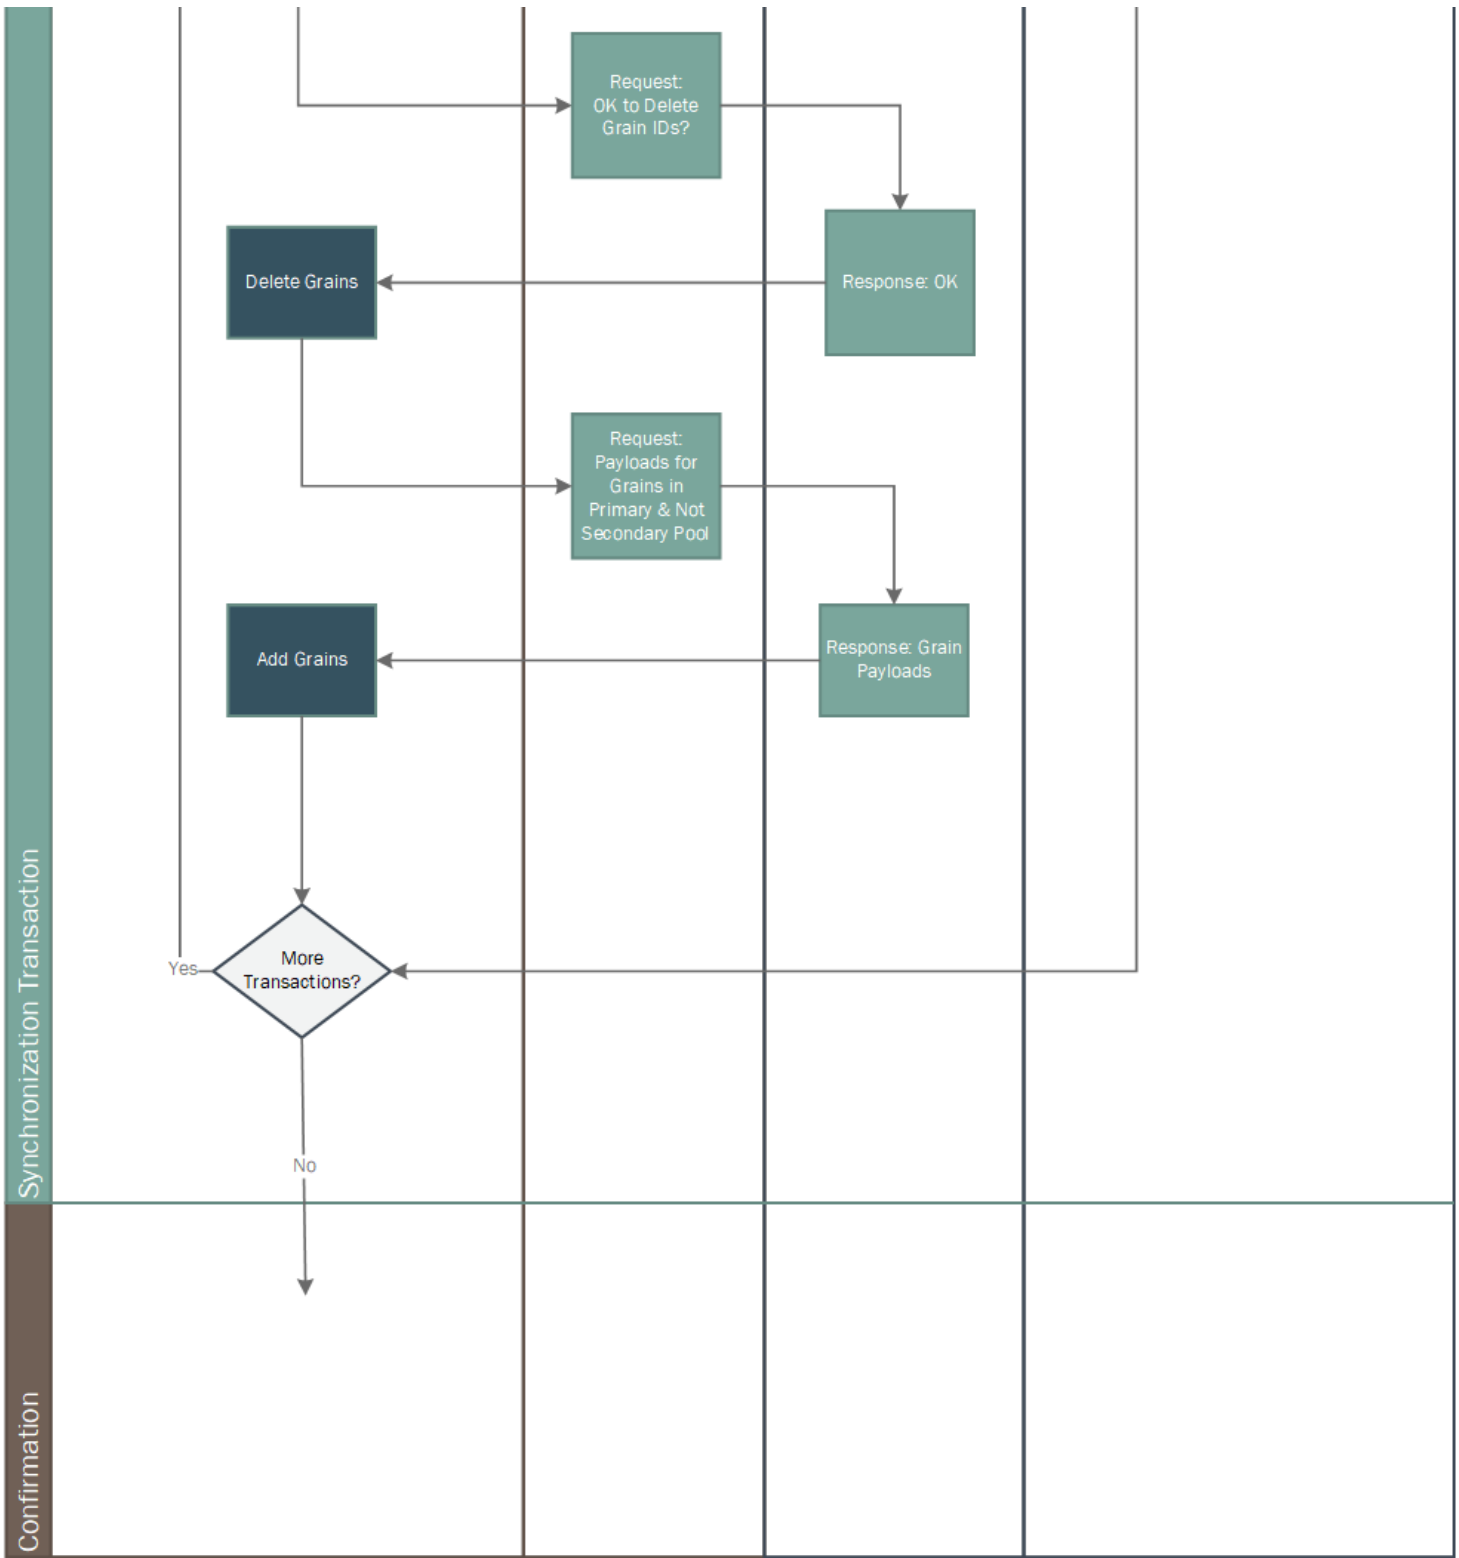 Request:
OK to Delete
Grain IDs?
Delete Grains
Response: OK
Request:
Payloads for
Grains in
Primary & Not
Secondary Pool
Add Grains
Response: Grain
Payloads
More
Transactions?
Yes
No
Synchronization Transaction
Confirmation